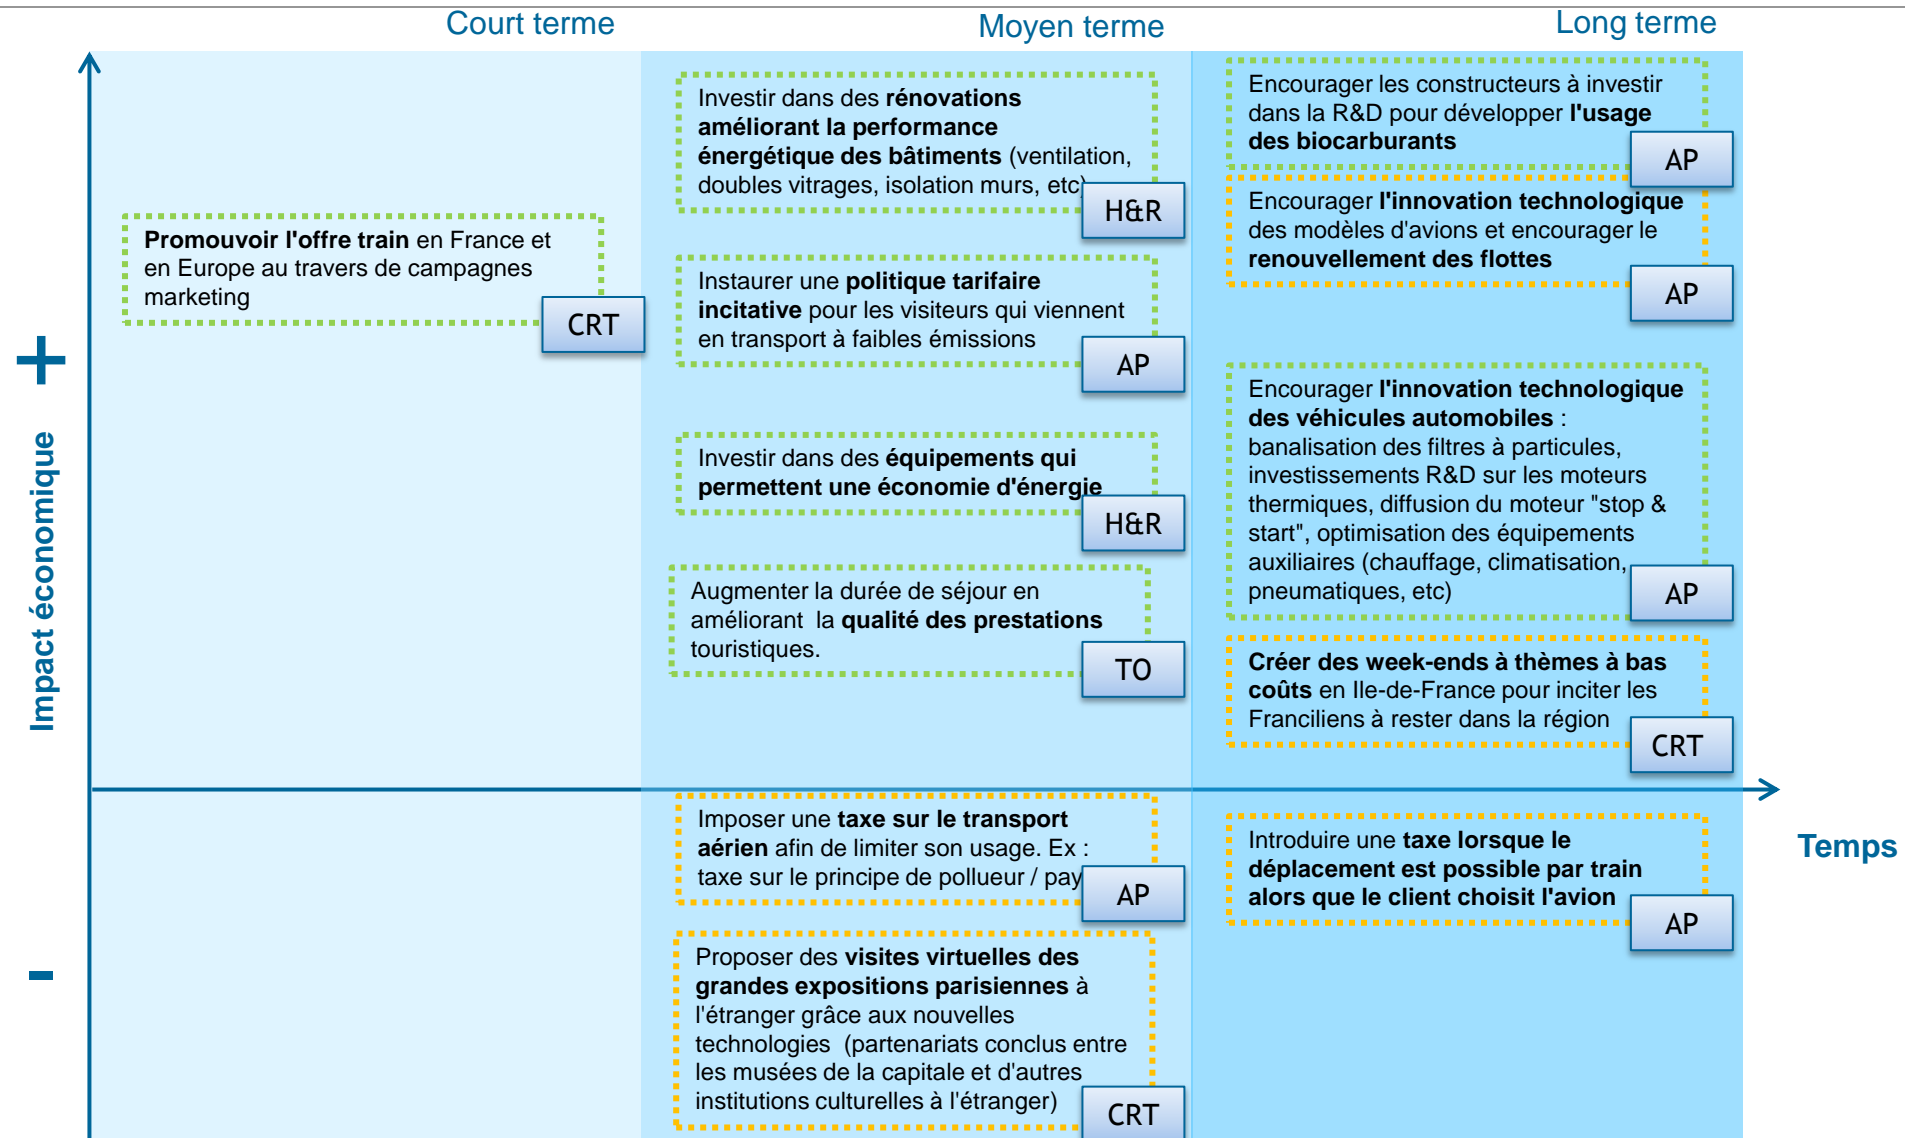 Court terme
Moyen terme
Long terme
+
Impact économique
-
Temps
Promouvoir l'offre train en France et
en Europe au travers de campagnes
marketing
CRT
Investir dans des rénovations
améliorant la performance
énergétique des bâtiments (ventilation,
doubles vitrages, isolation murs, etc)
H&R
Instaurer une politique tarifaire
incitative pour les visiteurs qui viennent
en transport à faibles émissions
AP
Investir dans des équipements qui
permettent une économie d'énergie
H&R
Augmenter la durée de séjour en
améliorant la qualité des prestations
touristiques.
TO
Imposer une taxe sur le transport
aérien afin de limiter son usage. Ex :
taxe sur le principe de pollueur / pay
AP
Proposer des visites virtuelles des
grandes expositions parisiennes à
l'étranger grâce aux nouvelles
technologies (partenariats conclus entre
les musées de la capitale et d'autres
institutions culturelles à l'étranger)
CRT
Encourager les constructeurs à investir
dans la R&D pour développer l'usage
des biocarburants
AP
Encourager l'innovation technologique
des modèles d'avions et encourager le
renouvellement des flottes
AP
Encourager l'innovation technologique
des véhicules automobiles :
banalisation des filtres à particules,
investissements R&D sur les moteurs
thermiques, diffusion du moteur "stop &
start", optimisation des équipements
auxiliaires (chauffage, climatisation,
pneumatiques, etc)
AP
Créer des week-ends à thèmes à bas
coûts en Ile-de-France pour inciter les
Franciliens à rester dans la région
CRT
Introduire une taxe lorsque le
déplacement est possible par train
alors que le client choisit l'avion
AP